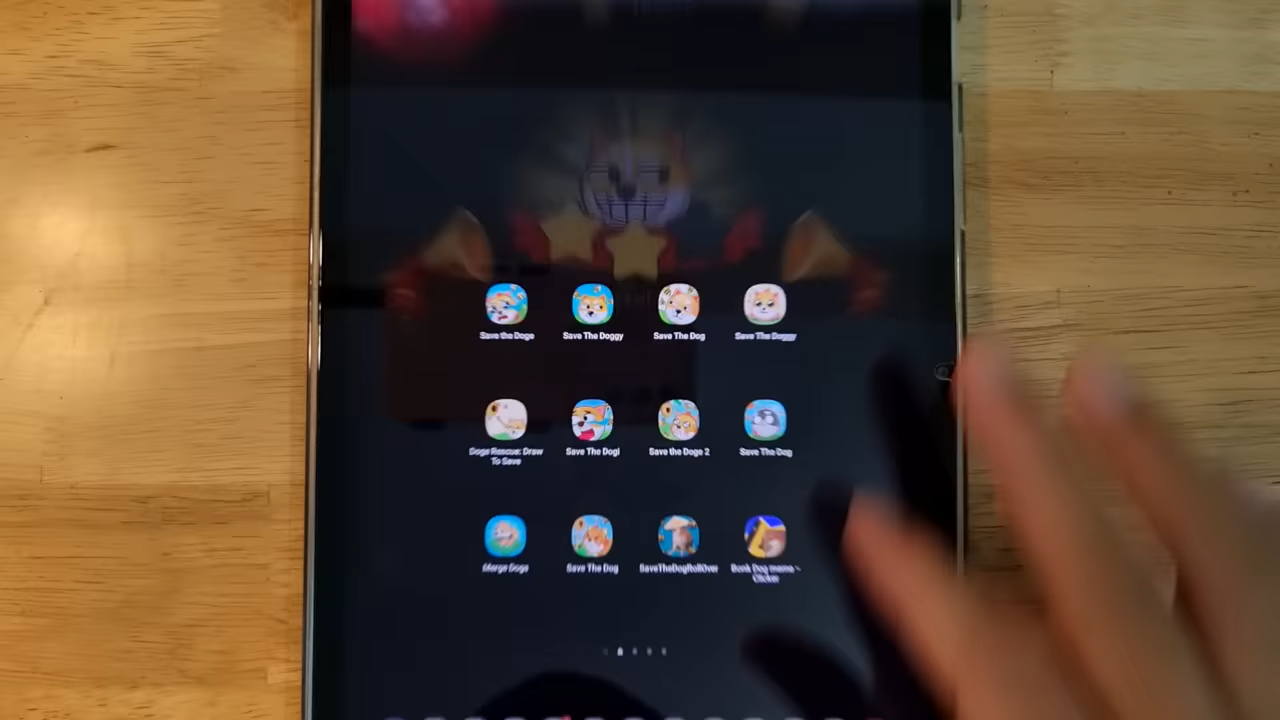 Save the Doge
Save The Doggy
Save The Dog
Save The Doggy
Doge Rescue: Draw
To Save
Save The Dog!
Save the Doge 2
Save The Dog
Merge Doge
Save The Dog
SaveTheDogRollOver
Bonk Dog meme -
Clicker